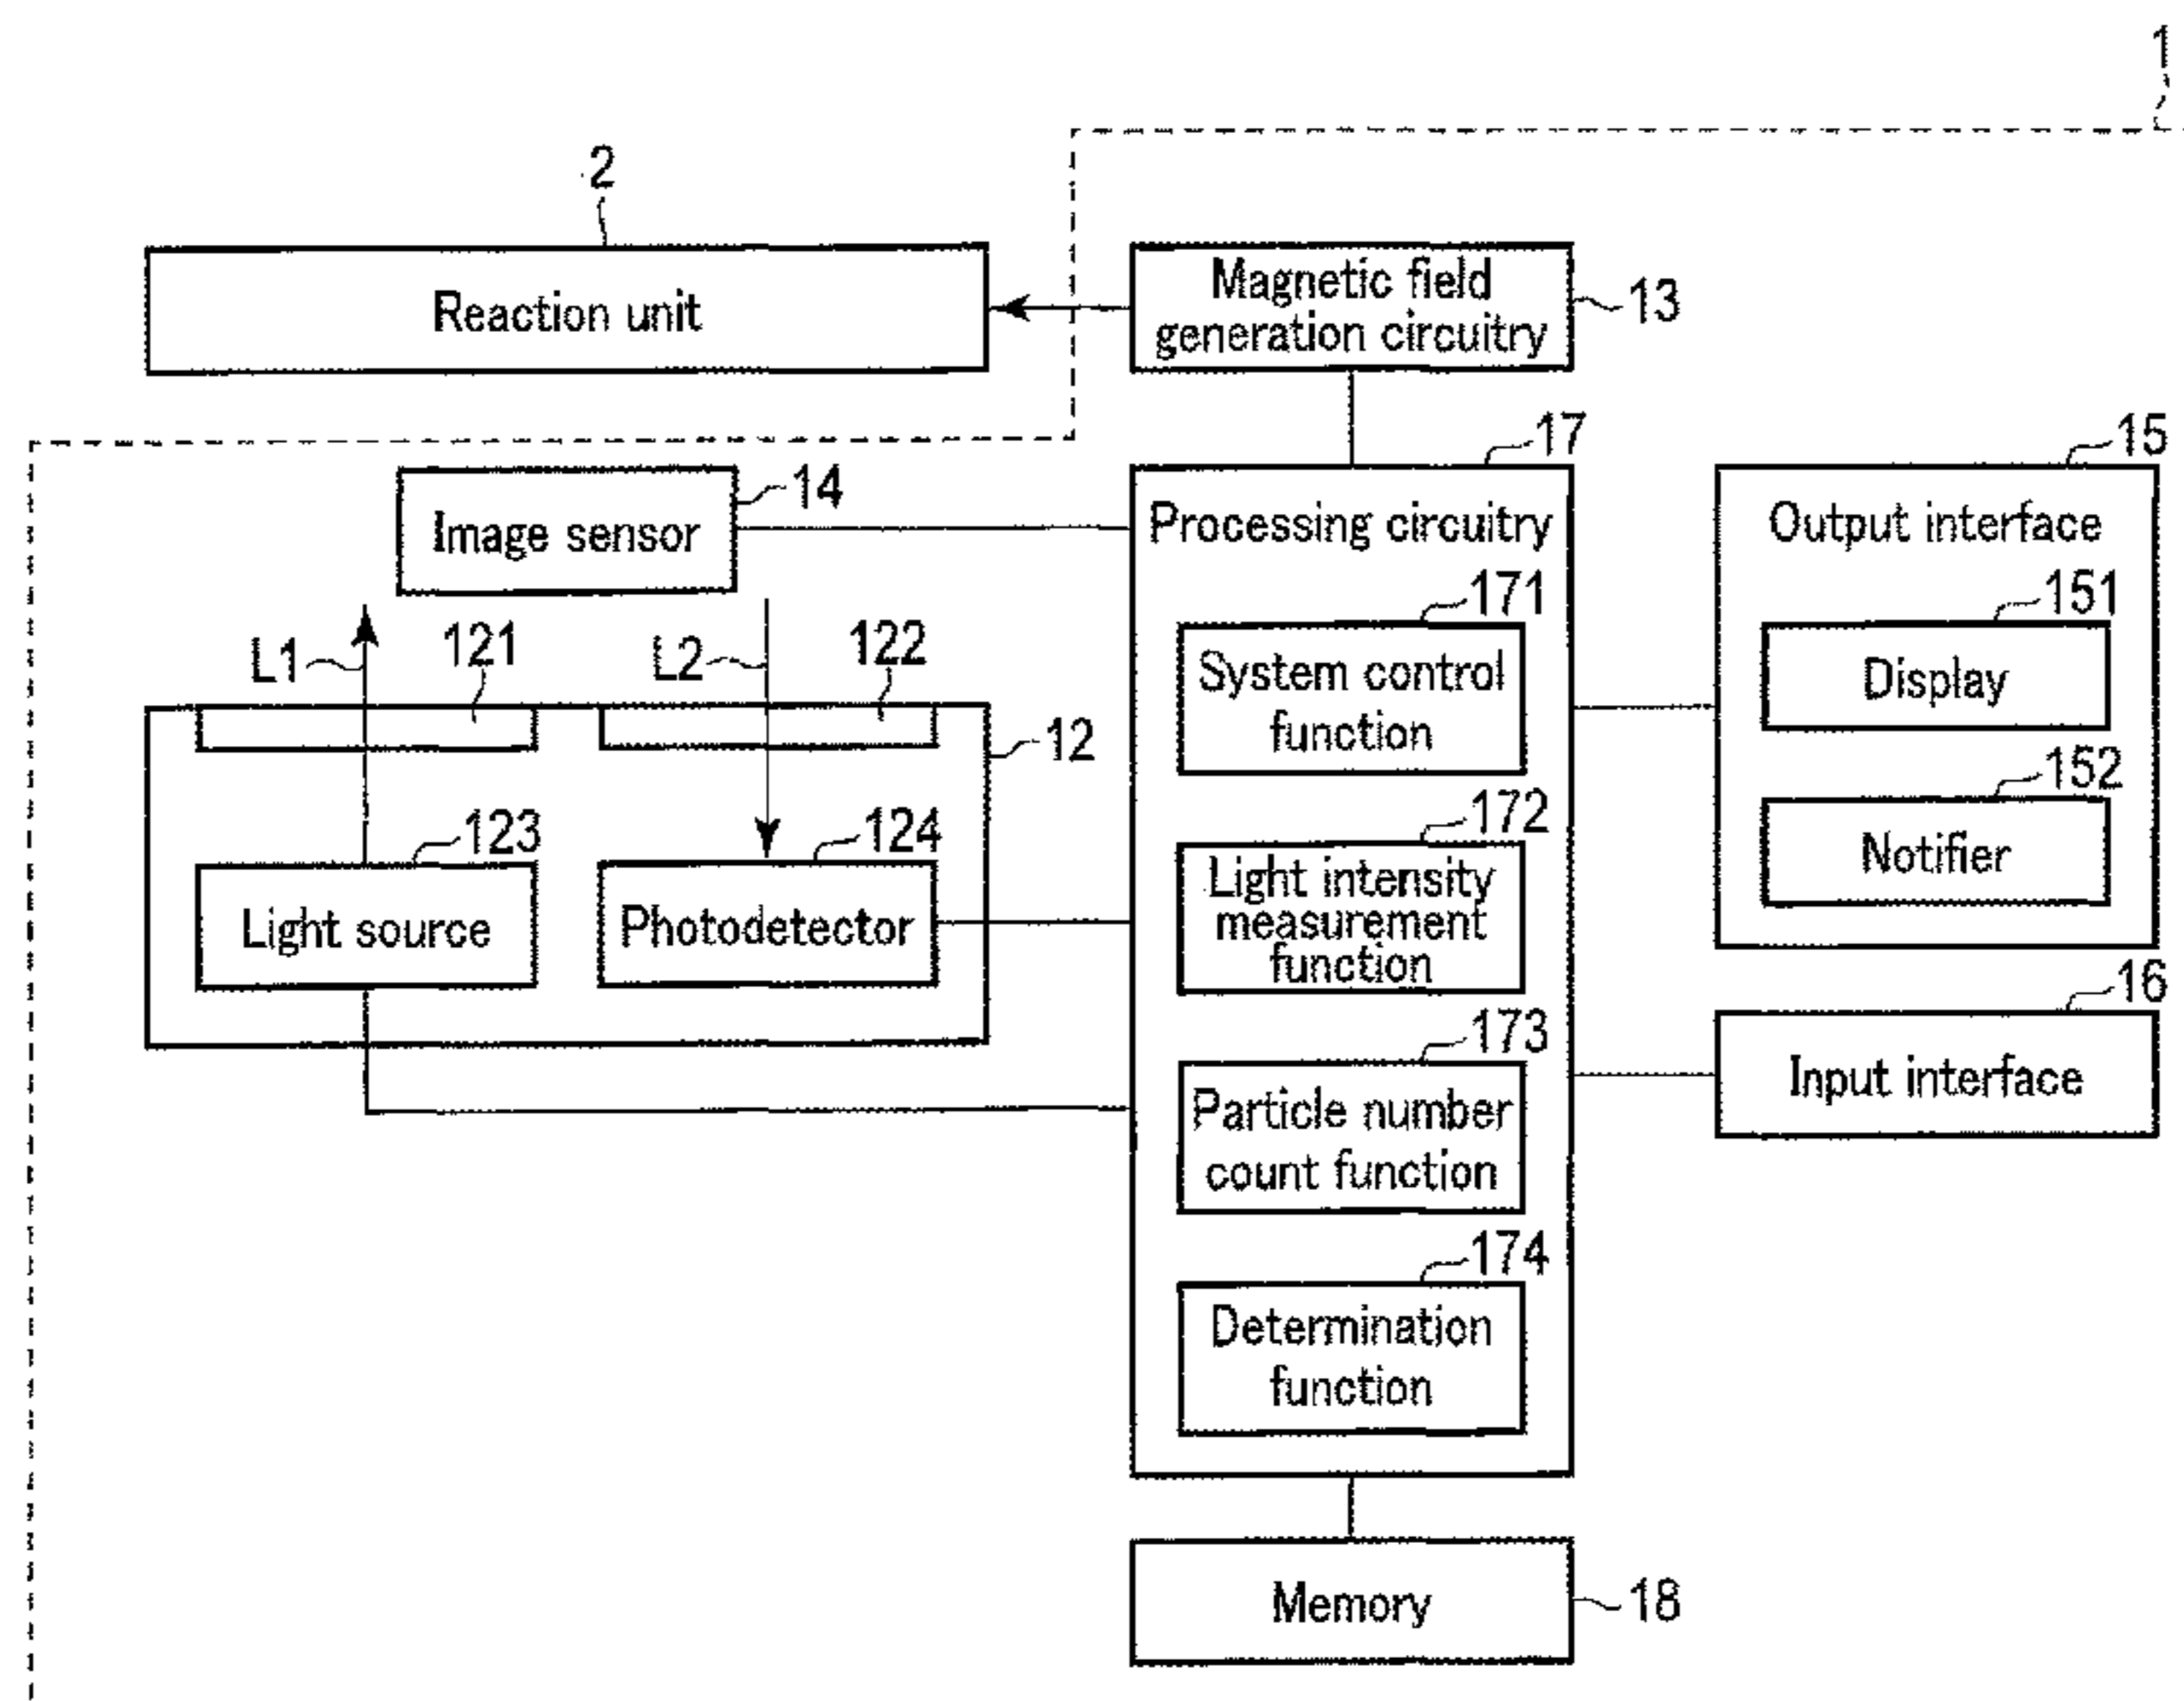 1
2
Reaction unit
Magnetic field
generation circuitry
13
14
Image sensor
17
Processing circuitry
15
Output interface
171
System control
function
151
Display
L1
121
L2
122
12
152
Notifier
172
Light intensity
measurement
function
123
Light source
124
Photodetector
16
Input interface
173
Particle number
count function
174
Determination
function
Memory
18